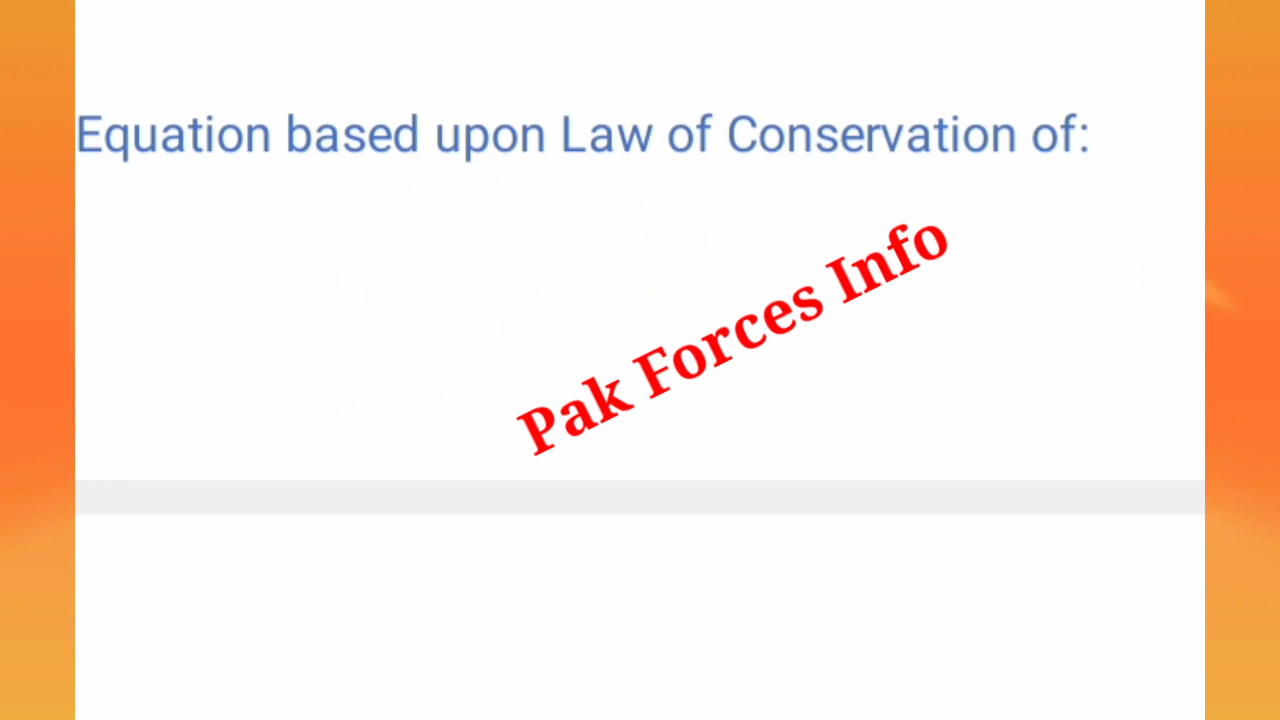 Equation based upon Law of Conservation of:
Pak Forces Info